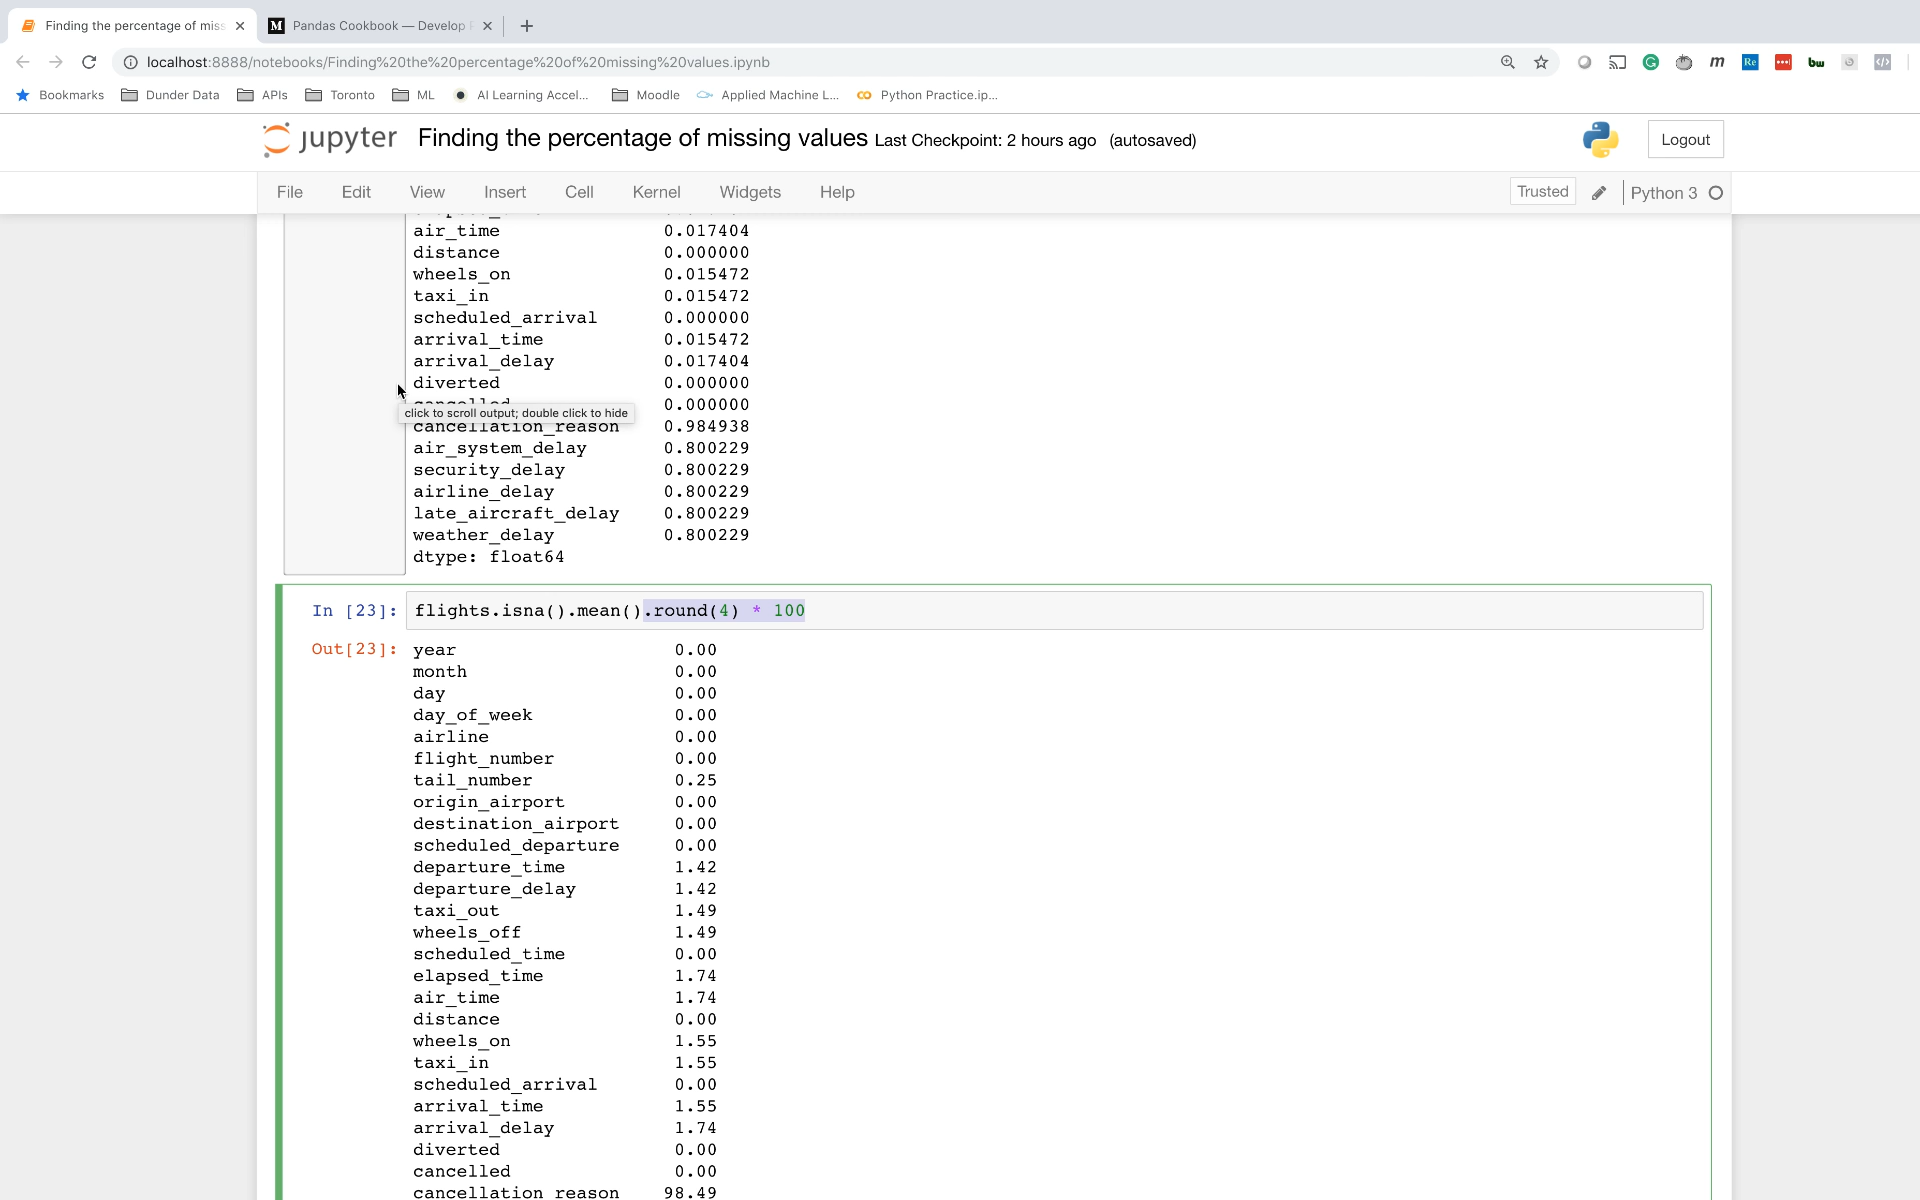 Finding the percentage of miss
Pandas Cookbook — Develop
localhost:8888/notebooks/Finding%20the%20percentage%20of%20missing%20values.ipynb
Bookmarks Dunder Data APIs Toronto ML AI Learning Accel... Moodle Applied Machine L... Python Practice.ip...
jupyter Finding the percentage of missing values Last Checkpoint: 2 hours ago (autosaved)
Logout
File Edit View Insert Cell Kernel Widgets Help
Trusted Python 3
air_time 0.017404
distance 0.000000
wheels_on 0.015472
taxi_in 0.015472
scheduled_arrival 0.000000
arrival_time 0.015472
arrival_delay 0.017404
diverted 0.000000
cancelled 0.000000
click to scroll output; double click to hide
cancellation_reason 0.984938
air_system_delay 0.800229
security_delay 0.800229
airline_delay 0.800229
late_aircraft_delay 0.800229
weather_delay 0.800229
dtype: float64
In [23]: flights.isna().mean().round(4) * 100
Out[23]: year 0.00
month 0.00
day 0.00
day_of_week 0.00
airline 0.00
flight_number 0.00
tail_number 0.25
origin_airport 0.00
destination_airport 0.00
scheduled_departure 0.00
departure_time 1.42
departure_delay 1.42
taxi_out 1.49
wheels_off 1.49
scheduled_time 0.00
elapsed_time 1.74
air_time 1.74
distance 0.00
wheels_on 1.55
taxi_in 1.55
scheduled_arrival 0.00
arrival_time 1.55
arrival_delay 1.74
diverted 0.00
cancelled 0.00
cancellation_reason 98.49